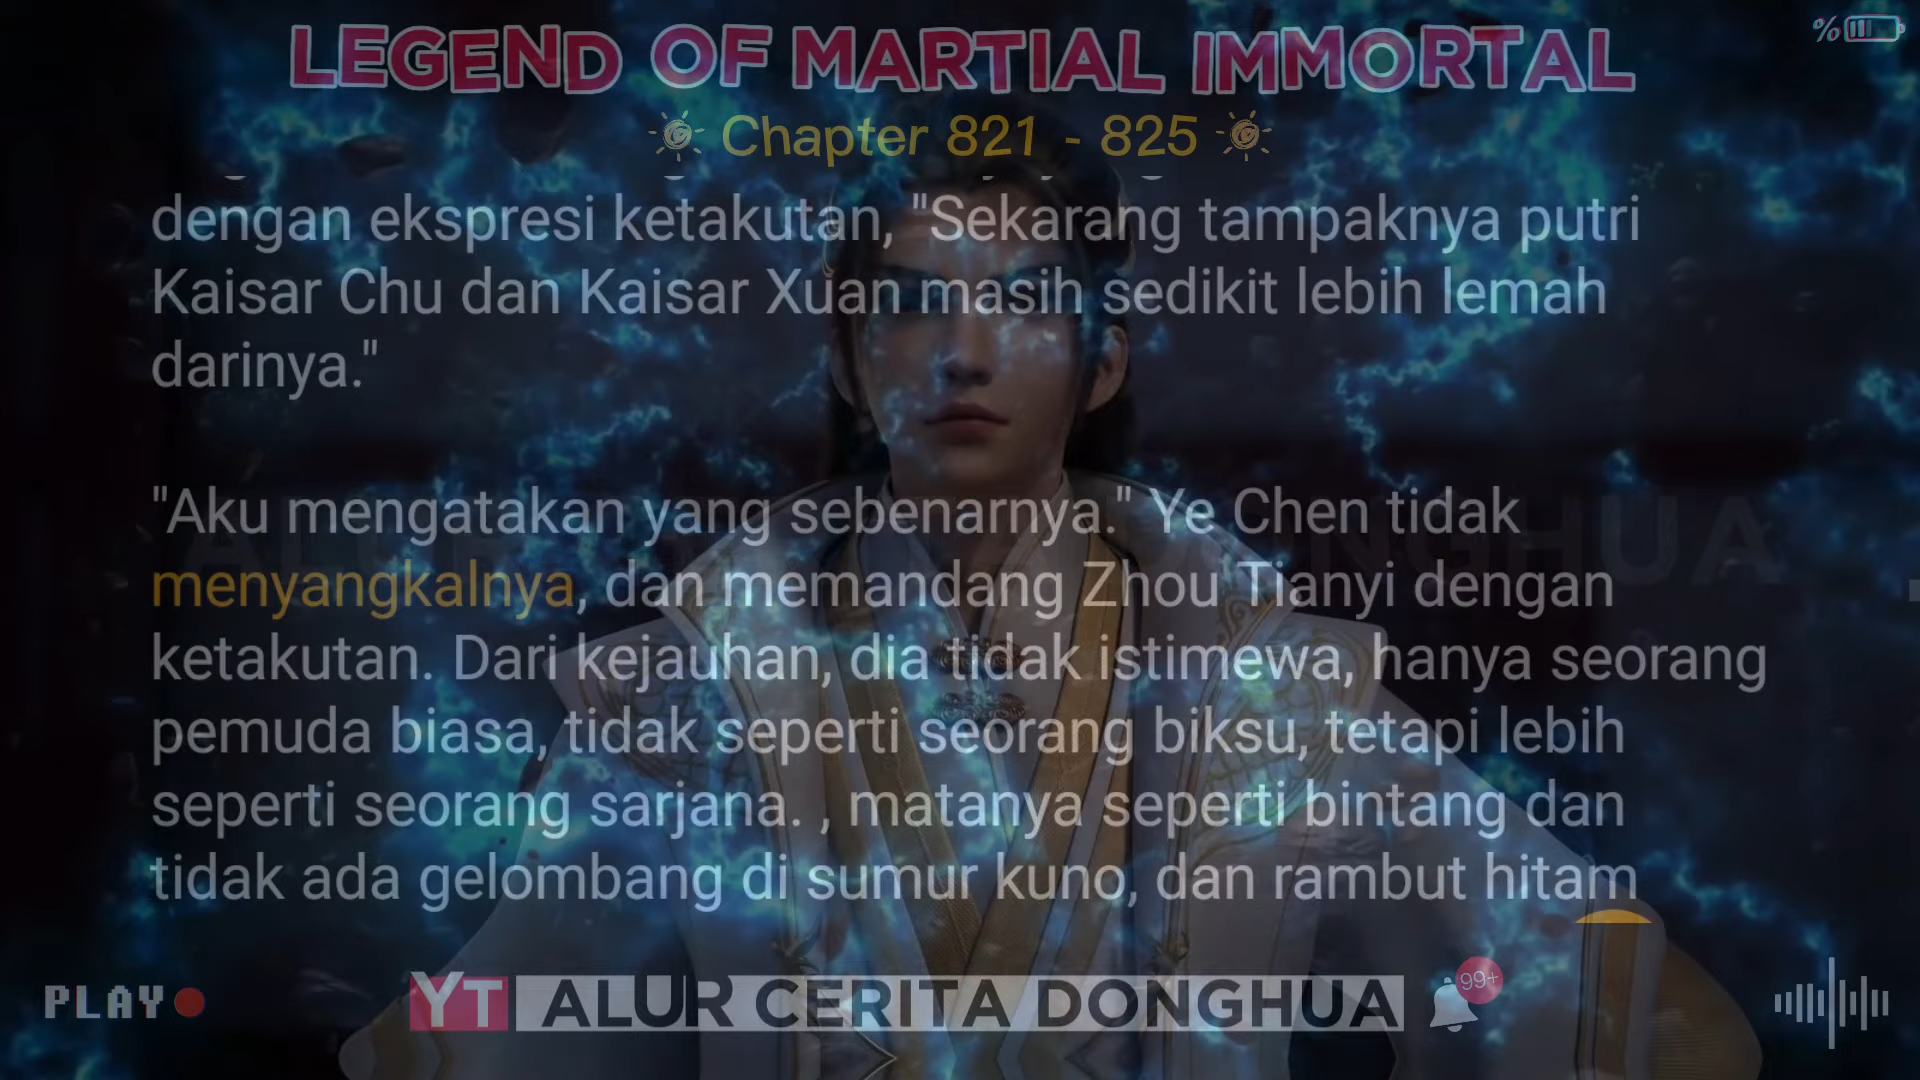 LEGEND OF MARTIAL IMMORTAL
%
Chapter 821 - 825
dengan ekspresi ketakutan, "Sekarang tampaknya putri
Kaisar Chu dan Kaisar Xuan masih sedikit lebih lemah
darinya."
"Aku mengatakan yang sebenarnya." Ye Chen tidak
menyangkalnya, dan memandang Zhou Tianyi dengan
ketakutan. Dari kejauhan, dia tidak istimewa, hanya seorang
pemuda biasa, tidak seperti seorang biksu, tetapi lebih
seperti seorang sarjana. , matanya seperti bintang dan
tidak ada gelombang di sumur kuno, dan rambut hitam
PLAY
YT ALUR CERITA DONGHUA
99+